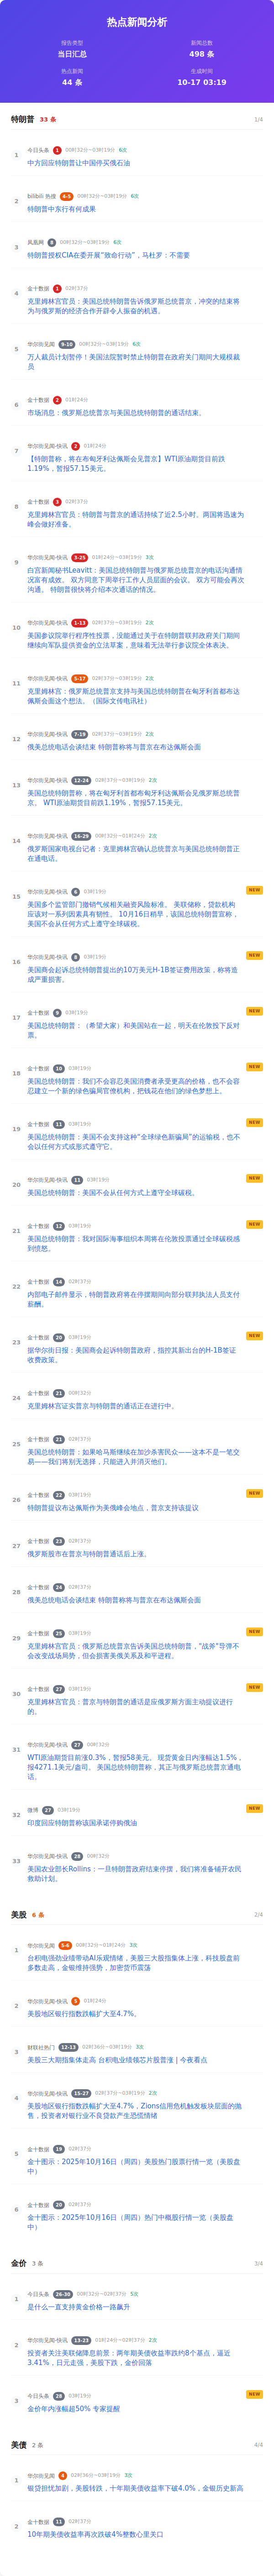 热点新闻分析
报告类型
当日汇总
新闻总数
498 条
热点新闻
44 条
生成时间
10-17 03:19
特朗普 33 条 1/4
1
今日头条 1 00时32分~03时19分 6次
中方回应特朗普让中国停买俄石油
2
bilibili 热搜 4-5 00时32分~03时19分 6次
特朗普中东行有何成果
3
凤凰网 8 00时32分~03时19分 6次
特朗普授权CIA在委开展“致命行动”，马杜罗：不需要
4
金十数据 1 02时37分
克里姆林宫官员：美国总统特朗普告诉俄罗斯总统普京，冲突的结束将
为与俄罗斯的经济合作开辟令人振奋的机遇。
5
华尔街见闻 9-10 00时32分~03时19分 6次
万人裁员计划暂停！美国法院暂时禁止特朗普在政府关门期间大规模裁
员
6
金十数据 2 01时24分
市场消息：俄罗斯总统普京与美国总统特朗普的通话结束。
7
华尔街见闻-快讯 2 01时24分
【特朗普称，将在布匈牙利达佩斯会见普京】WTI原油期货日前跌
1.19%，暂报57.15美元。
8
金十数据 3 02时37分
克里姆林宫官员：特朗普与普京的通话持续了近2.5小时。两国将迅速为
峰会做好准备。
9
华尔街见闻-快讯 3-25 01时24分~03时19分 3次
白宫新闻秘书Leavitt：美国总统特朗普与俄罗斯总统普京的电话沟通情
况富有成效。 双方同意下周举行工作人员层面的会议。 双方可能会再次
沟通。 特朗普很快将介绍本次通话的情况。
10
华尔街见闻-快讯 1-13 02时37分~03时19分 2次
美国参议院举行程序性投票，没能通过关于在特朗普联邦政府关门期间
继续向军队提供资金的立法草案，意味着无法举行参议院全体表决。
11
华尔街见闻-快讯 5-17 02时37分~03时19分 2次
克里姆林宫：俄罗斯总统普京支持与美国总统特朗普在匈牙利首都布达
佩斯会面这个想法。（国际文传电讯社）
12
华尔街见闻-快讯 7-19 02时37分~03时19分 2次
俄美总统电话会谈结束 特朗普称将与普京在布达佩斯会面
13
华尔街见闻-快讯 12-24 02时37分~03时19分 2次
美国总统特朗普称，将在匈牙利首都布匈牙利达佩斯会见俄罗斯总统普
京。 WTI原油期货日前跌1.19%，暂报57.15美元。
14
华尔街见闻-快讯 16-29 00时32分~01时24分 2次
俄罗斯国家电视台记者：克里姆林宫确认总统普京与美国总统特朗普正
在通电话。
15
华尔街见闻-快讯 6 03时19分 NEW
美国多个监管部门撤销气候相关融资风险标准。 美联储称，贷款机构
应该对一系列因素具有韧性。 10月16日稍早，该国总统特朗普宣称，
美国不会从任何方式上遵守全球碳税。
16
华尔街见闻-快讯 8 03时19分 NEW
美国商会起诉总统特朗普提出的10万美元H-1B签证费用政策，称将造
成严重损害。
17
金十数据 9 03时19分 NEW
美国总统特朗普：（希望大家）和美国站在一起，明天在伦敦投下反对
票。
18
金十数据 10 03时19分 NEW
美国总统特朗普：我们不会容忍美国消费者承受更高的价格，也不会容
忍建立一个新的绿色骗局官僚机构，把钱花在他们的绿色梦想上。
19
金十数据 11 03时19分 NEW
美国总统特朗普：美国不会支持这种“全球绿色新骗局”的运输税，也不
会以任何方式或形式遵守它。
20
华尔街见闻-快讯 11 03时19分 NEW
美国总统特朗普：美国不会从任何方式上遵守全球碳税。
21
金十数据 12 03时19分 NEW
美国总统特朗普：我对国际海事组织本周将在伦敦投票通过全球碳税感
到愤怒。
22
金十数据 14 02时37分
内部电子邮件显示，特朗普政府将在停摆期间向部分联邦执法人员支付
薪酬。
23
金十数据 20 03时19分 NEW
据华尔街日报：美国商会起诉特朗普政府，指控其新出台的H-1B签证
收费政策。
24
金十数据 21 00时32分
克里姆林宫证实普京与特朗普的通话正在进行中。
25
金十数据 21 02时37分
美国总统特朗普：如果哈马斯继续在加沙杀害民众——这本不是一笔交
易——我们将别无选择，只能进入并消灭他们。
26
金十数据 22 03时19分 NEW
特朗普提议布达佩斯作为美俄峰会地点，普京支持该提议
27
金十数据 23 02时37分
俄罗斯股市在普京与特朗普通话后上涨。
28
金十数据 24 02时37分
俄美总统电话会谈结束 特朗普称将与普京在布达佩斯会面
29
金十数据 25 03时19分 NEW
克里姆林宫官员：俄罗斯总统普京告诉美国总统特朗普，“战斧”导弹不
会改变战场局势，但会损害美俄关系及和平进程。
30
金十数据 27 03时19分 NEW
克里姆林宫官员：普京与特朗普的通话是应俄罗斯方面主动提议进行
的。
31
华尔街见闻-快讯 27 00时32分
WTI原油期货日前涨0.3%，暂报58美元。 现货黄金日内涨幅达1.5%，
报4271.1美元/盎司。 美国总统特朗普称，其正与俄罗斯总统普京通电
话。
32
微博 27 03时19分 NEW
印度回应特朗普称该国承诺停购俄油
33
华尔街见闻-快讯 28 00时32分
美国农业部长Rollins：一旦特朗普政府结束停摆，我们将准备铺开农民
救助计划。
美股 6 条 2/4
1
华尔街见闻 5-6 00时32分~01时24分 3次
台积电强劲业绩带动AI乐观情绪，美股三大股指集体上涨，科技股盘前
多数走高，金银维持强势，加密货币震荡
2
华尔街见闻-快讯 5 01时24分
美股地区银行指数跌幅扩大至4.7%。
3
财联社热门 12-13 02时36分~03时19分 3次
美股三大期指集体走高 台积电业绩领芯片股普涨 | 今夜看点
4
华尔街见闻-快讯 15-27 02时37分~03时19分 2次
美股地区银行指数跌幅扩大至4.7%，Zions信用危机触发板块层面的抛
售，投资者对银行业不良贷款产生恐慌情绪
5
金十数据 19 02时37分
金十图示：2025年10月16日（周四）美股热门股票行情一览（美股盘
中）
6
金十数据 20 02时37分
金十图示：2025年10月16日（周四）热门中概股行情一览（美股盘
中）
金价 3 条 3/4
1
今日头条 26-30 00时32分~02时37分 5次
是什么一直支持黄金价格一路飙升
2
华尔街见闻-快讯 13-23 01时24分~02时37分 2次
投资者关注美联储降息前景：两年期美债收益率跌约8个基点，逼近
3.41%，日元走强，美股下跌，金价回落
3
今日头条 28 03时19分 NEW
金价年内涨幅超50% 专家提醒
美债 2 条 4/4
1
华尔街见闻 4 02时36分~03时19分 3次
银贷担忧加剧，美股转跌，十年期美债收益率下破4.0%，金银历史新高
2
金十数据 11 02时37分
10年期美债收益率再次跌破4%整数心里关口